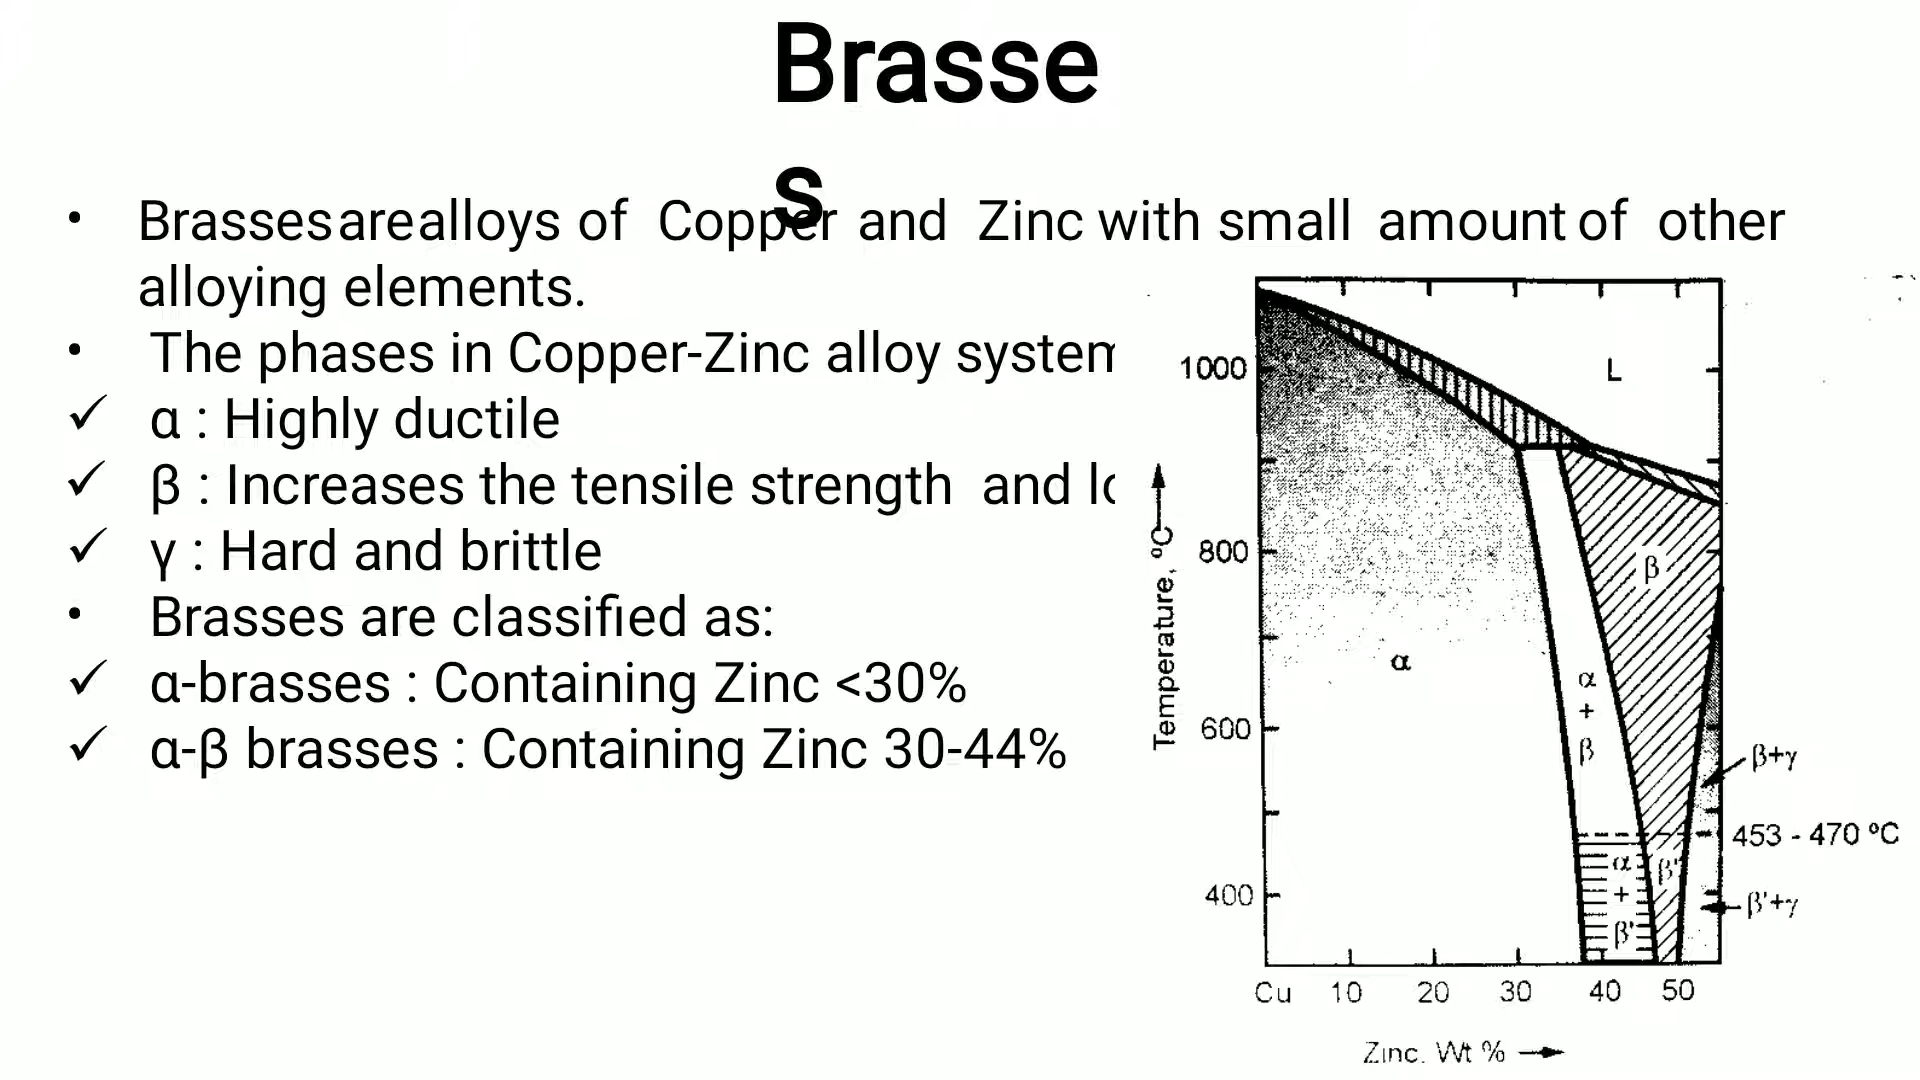 Brasse
s
• Brassesarealloys of Copper and Zinc with small amount of other
alloying elements.
• The phases in Copper-Zinc alloy system
✓ α : Highly ductile
✓ β : Increases the tensile strength and
✓ γ : Hard and brittle
• Brasses are classified as:
✓ α-brasses : Containing Zinc <30%
✓ α-β brasses : Containing Zinc 30-44%
1000
800
600
400
Temperature, ºC
L
β
α
α
+
β
α
+
β'
β'
β+γ
453 - 470 ºC
β'+γ
Cu 10 20 30 40 50
Zinc. Wt %